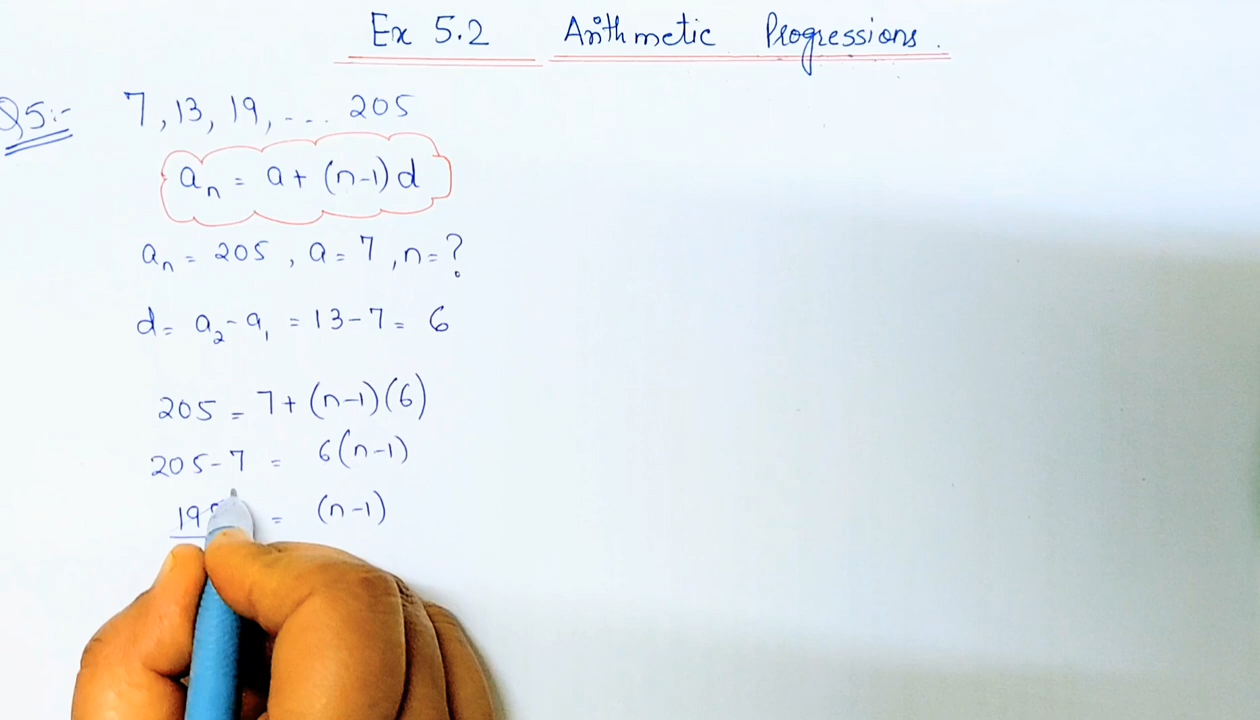 Ex 5.2 Arithmetic Progressions.
Q5:- 7, 13, 19, ... 205
aₙ = a + (n-1) d
aₙ = 205, a = 7, n = ?
d = a₂ - a₁ = 13 - 7 = 6
205 = 7 + (n-1)(6)
205 - 7 = 6(n-1)
= (n-1)